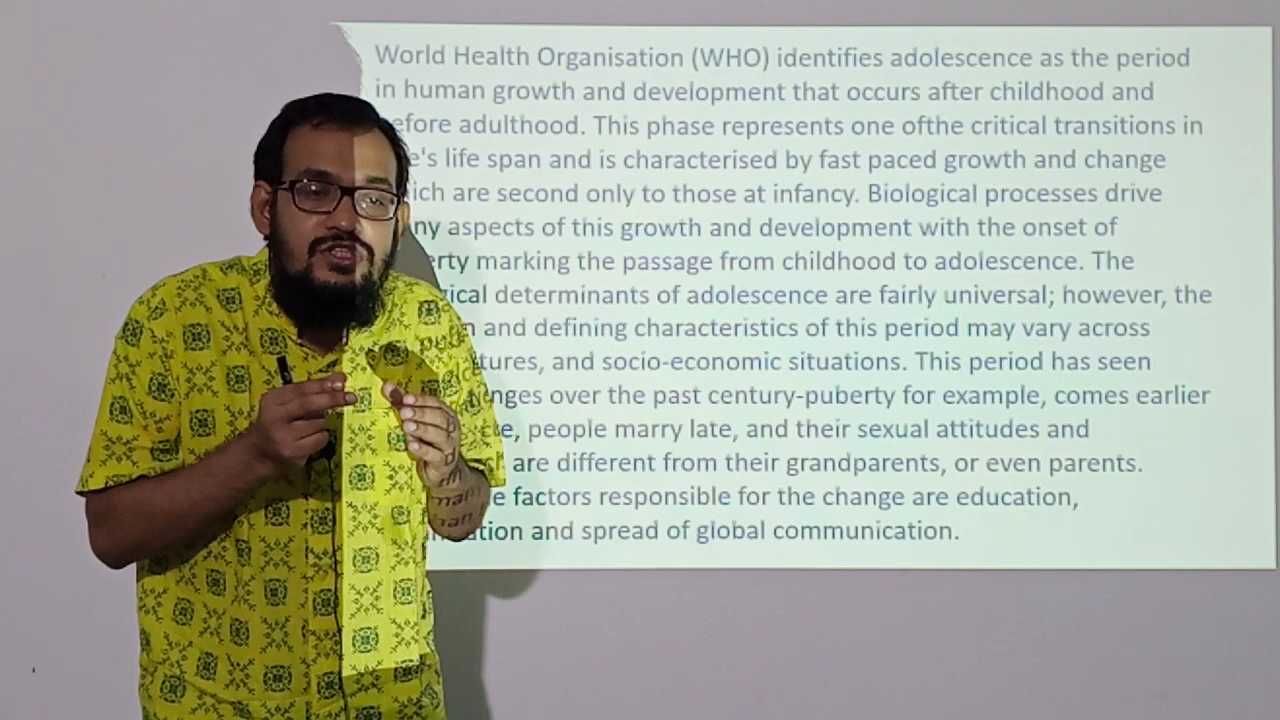 World Health Organisation (WHO) identifies adolescence as the period
in human growth and development that occurs after childhood and
efore adulthood. This phase represents one ofthe critical transitions in
e's life span and is characterised by fast paced growth and change
ich are second only to those at infancy. Biological processes drive
ny aspects of this growth and development with the onset of
erty marking the passage from childhood to adolescence. The
ical determinants of adolescence are fairly universal; however, the
n and defining characteristics of this period may vary across
tures, and socio-economic situations. This period has seen
nges over the past century-puberty for example, comes earlier
e, people marry late, and their sexual attitudes and
are different from their grandparents, or even parents.
e factors responsible for the change are education,
ation and spread of global communication.